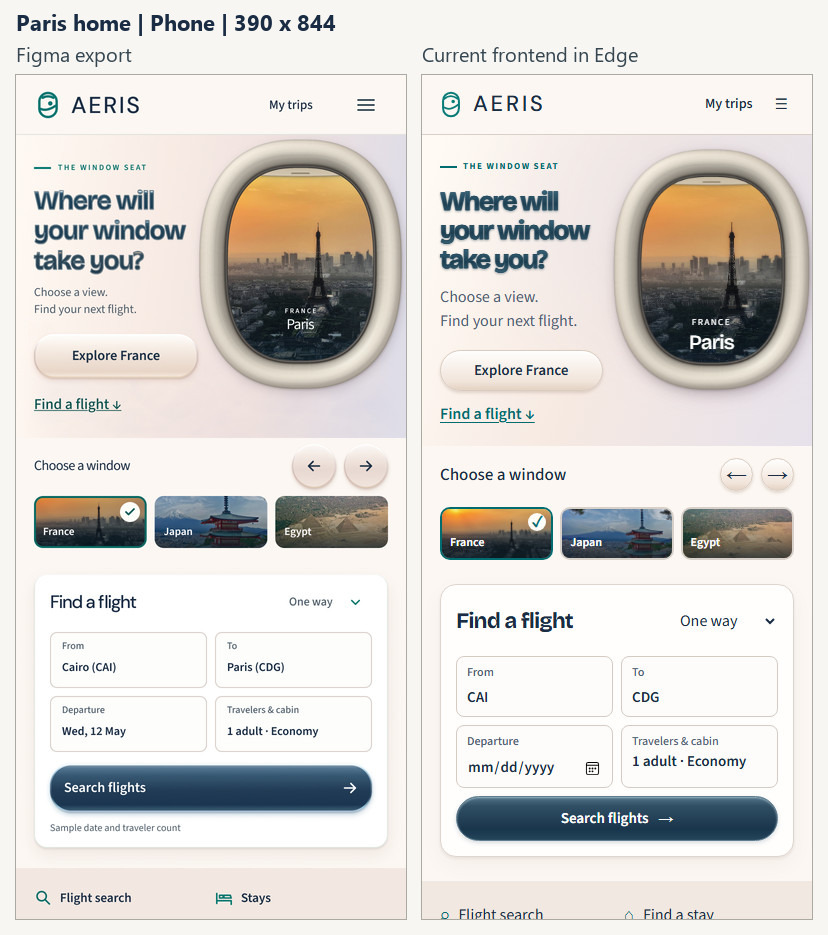 Paris home | Phone | 390 x 844
Figma export
Current frontend in Edge
AERIS
My trips
THE WINDOW SEAT
Where will
your window
take you?
Choose a view.
Find your next flight.
FRANCE
Paris
Explore France
Find a flight ↓
Choose a window
← →
France
Japan
Egypt
Find a flight
One way
From
Cairo (CAI)
To
Paris (CDG)
Departure
Wed, 12 May
Travelers & cabin
1 adult · Economy
Search flights →
Sample date and traveler count
Flight search
Stays
AERIS
My trips
THE WINDOW SEAT
Where will
your window
take you?
Choose a view.
Find your next flight.
FRANCE
Paris
Explore France
Find a flight ↓
Choose a window
← →
France
Japan
Egypt
Find a flight
One way
From
CAI
To
CDG
Departure
mm/dd/yyyy
Travelers & cabin
1 adult · Economy
Search flights →
Flight search
Find a stay